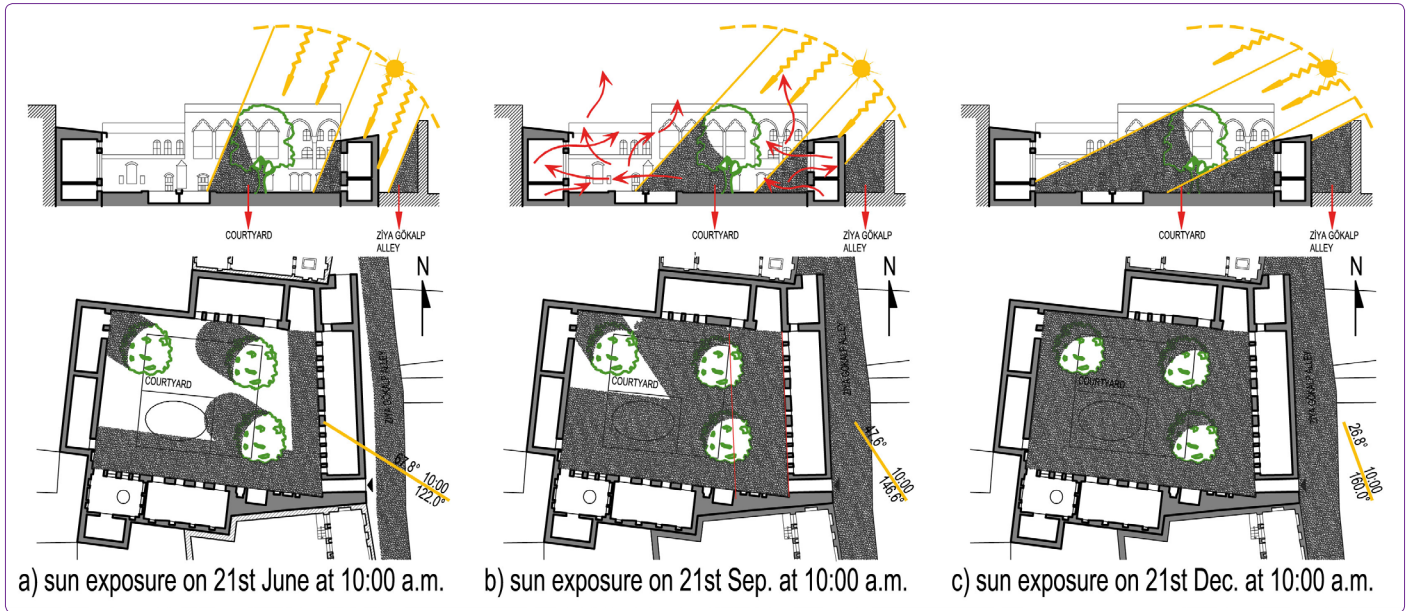 COURTYARD
ZİYA GÖKALP
ALLEY
N
COURTYARD
ZİYA GÖKALP ALLEY
67.8° 10:00
122.0°
a) sun exposure on 21st June at 10:00 a.m.
COURTYARD
ZİYA GÖKALP
ALLEY
N
COURTYARD
ZİYA GÖKALP ALLEY
47.6° 10:00
146.6°
b) sun exposure on 21st Sep. at 10:00 a.m.
COURTYARD
ZİYA GÖKALP
ALLEY
N
COURTYARD
ZİYA GÖKALP ALLEY
26.8° 10:00
160.0°
c) sun exposure on 21st Dec. at 10:00 a.m.